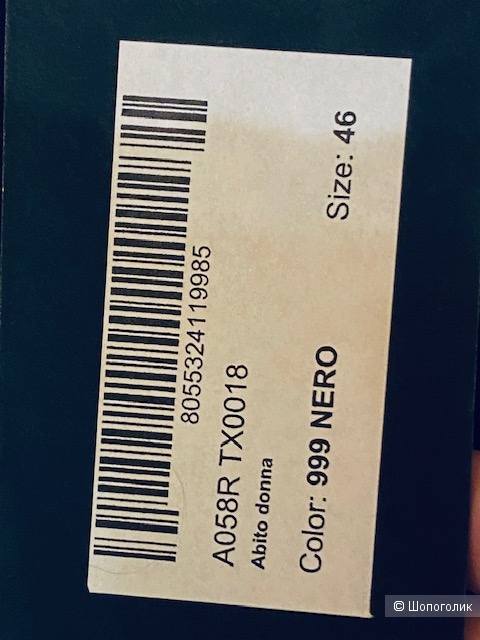 8055324119985
A058R TX0018
Abito donna
Color: 999 NERO
Size: 46
© Шопоголик